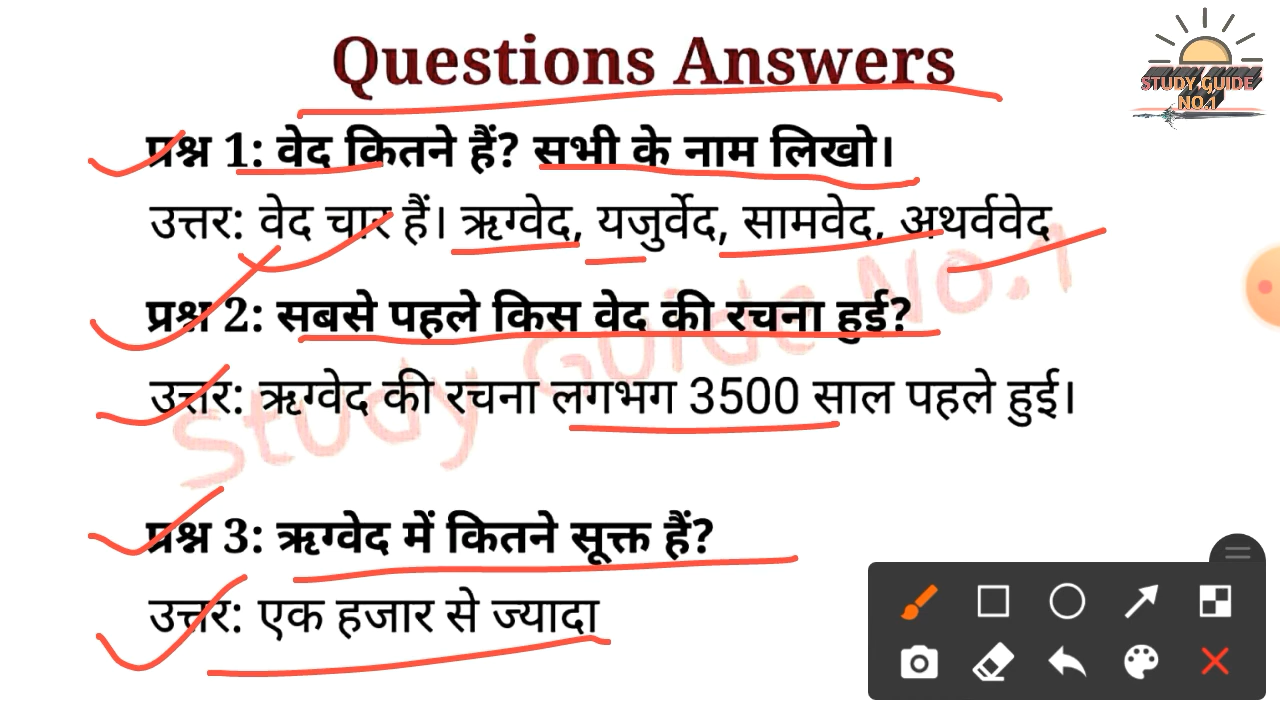 Questions Answers
STUDY GUIDE
NO.1
प्रश्न 1: वेद कितने हैं? सभी के नाम लिखो।
उत्तर: वेद चार हैं। ऋग्वेद, यजुर्वेद, सामवेद, अथर्ववेद
प्रश्न 2: सबसे पहले किस वेद की रचना हुई?
उत्तर: ऋग्वेद की रचना लगभग 3500 साल पहले हुई।
Study Guide No.1
प्रश्न 3: ऋग्वेद में कितने सूक्त हैं?
उत्तर: एक हजार से ज्यादा